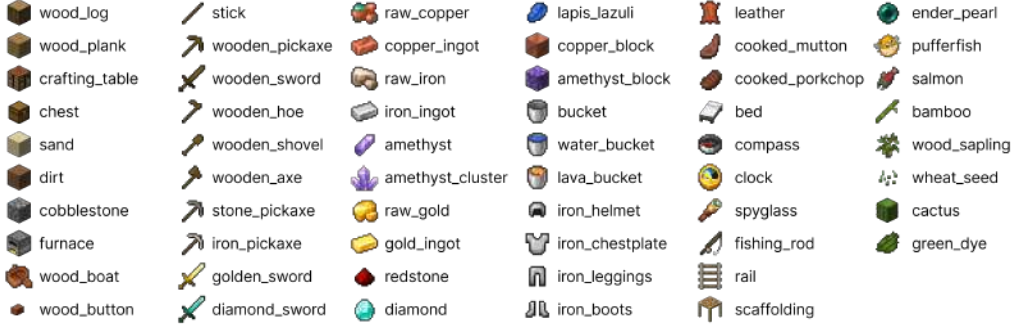 wood_log
wood_plank
crafting_table
chest
sand
dirt
cobblestone
furnace
wood_boat
wood_button
stick
wooden_pickaxe
wooden_sword
wooden_hoe
wooden_shovel
wooden_axe
stone_pickaxe
iron_pickaxe
golden_sword
diamond_sword
raw_copper
copper_ingot
raw_iron
iron_ingot
amethyst
amethyst_cluster
raw_gold
gold_ingot
redstone
diamond
lapis_lazuli
copper_block
amethyst_block
bucket
water_bucket
lava_bucket
iron_helmet
iron_chestplate
iron_leggings
iron_boots
leather
cooked_mutton
cooked_porkchop
bed
compass
clock
spyglass
fishing_rod
rail
scaffolding
ender_pearl
pufferfish
salmon
bamboo
wood_sapling
wheat_seed
cactus
green_dye